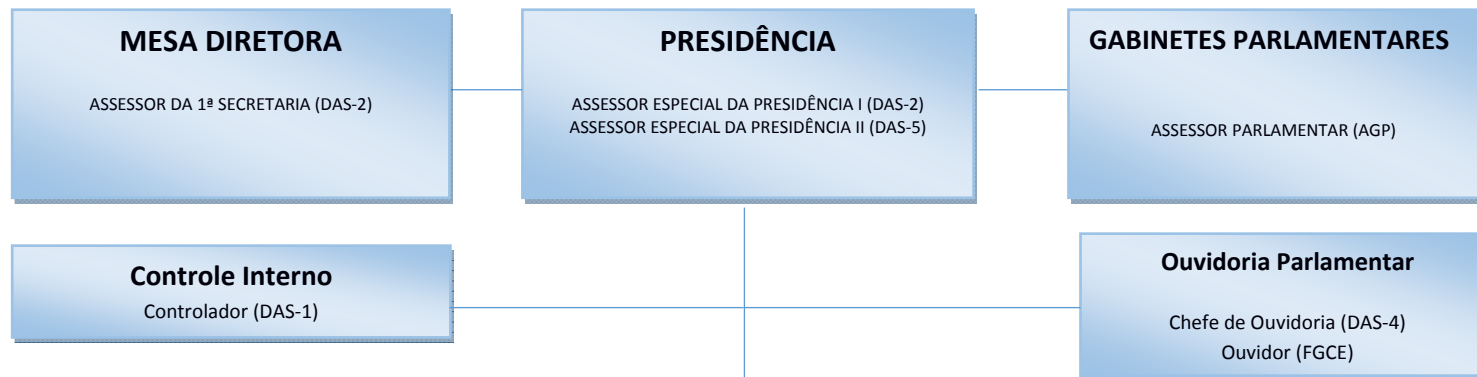 MESA DIRETORA
ASSESSOR DA 1ª SECRETARIA (DAS-2)
PRESIDÊNCIA
ASSESSOR ESPECIAL DA PRESIDÊNCIA I (DAS-2)
ASSESSOR ESPECIAL DA PRESIDÊNCIA II (DAS-5)
GABINETES PARLAMENTARES
ASSESSOR PARLAMENTAR (AGP)
Controle Interno
Controlador (DAS-1)
Ouvidoria Parlamentar
Chefe de Ouvidoria (DAS-4)
Ouvidor (FGCE)